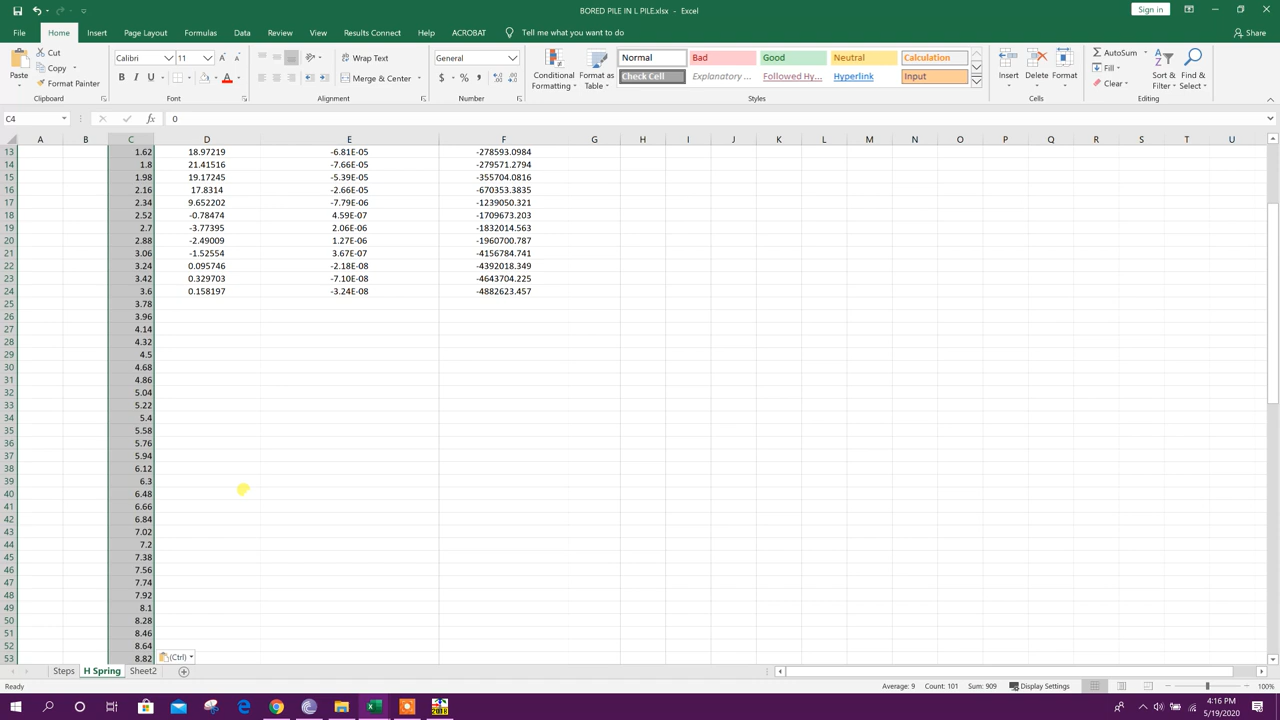 BORED PILE IN L PILE.xlsx - Excel
Sign in
File Home Insert Page Layout Formulas Data Review View Results Connect Help ACROBAT Tell me what you want to do Share
Paste Cut Copy Format Painter Clipboard
Calibri 11 B I U A Font
Wrap Text Merge & Center Alignment
General $ % , Number
Conditional Formatting Format as Table
Normal Bad Good Neutral Calculation
Check Cell Explanatory ... Followed Hy... Hyperlink Input
Styles
Insert Delete Format Cells
AutoSum Fill Clear Sort & Filter Find & Select Editing
C4 fx 0
A B C D E F G H I J K L M N O P Q R S T U
13 1.62 18.97219 -6.81E-05 -278593.0984
14 1.8 21.41516 -7.66E-05 -279571.2794
15 1.98 19.17245 -5.39E-05 -355704.0816
16 2.16 17.8314 -2.66E-05 -670353.3835
17 2.34 9.652202 -7.79E-06 -1239050.321
18 2.52 -0.78474 4.59E-07 -1709673.203
19 2.7 -3.77395 2.06E-06 -1832014.563
20 2.88 -2.49009 1.27E-06 -1960700.787
21 3.06 -1.52554 3.67E-07 -4156784.741
22 3.24 0.095746 -2.18E-08 -4392018.349
23 3.42 0.329703 -7.10E-08 -4643704.225
24 3.6 0.158197 -3.24E-08 -4882623.457
25 3.78
26 3.96
27 4.14
28 4.32
29 4.5
30 4.68
31 4.86
32 5.04
33 5.22
34 5.4
35 5.58
36 5.76
37 5.94
38 6.12
39 6.3
40 6.48
41 6.66
42 6.84
43 7.02
44 7.2
45 7.38
46 7.56
47 7.74
48 7.92
49 8.1
50 8.28
51 8.46
52 8.64
53 8.82
(Ctrl)
Steps H Spring Sheet2
Ready Average: 9 Count: 101 Sum: 909 Display Settings 100%
4:16 PM
5/19/2020